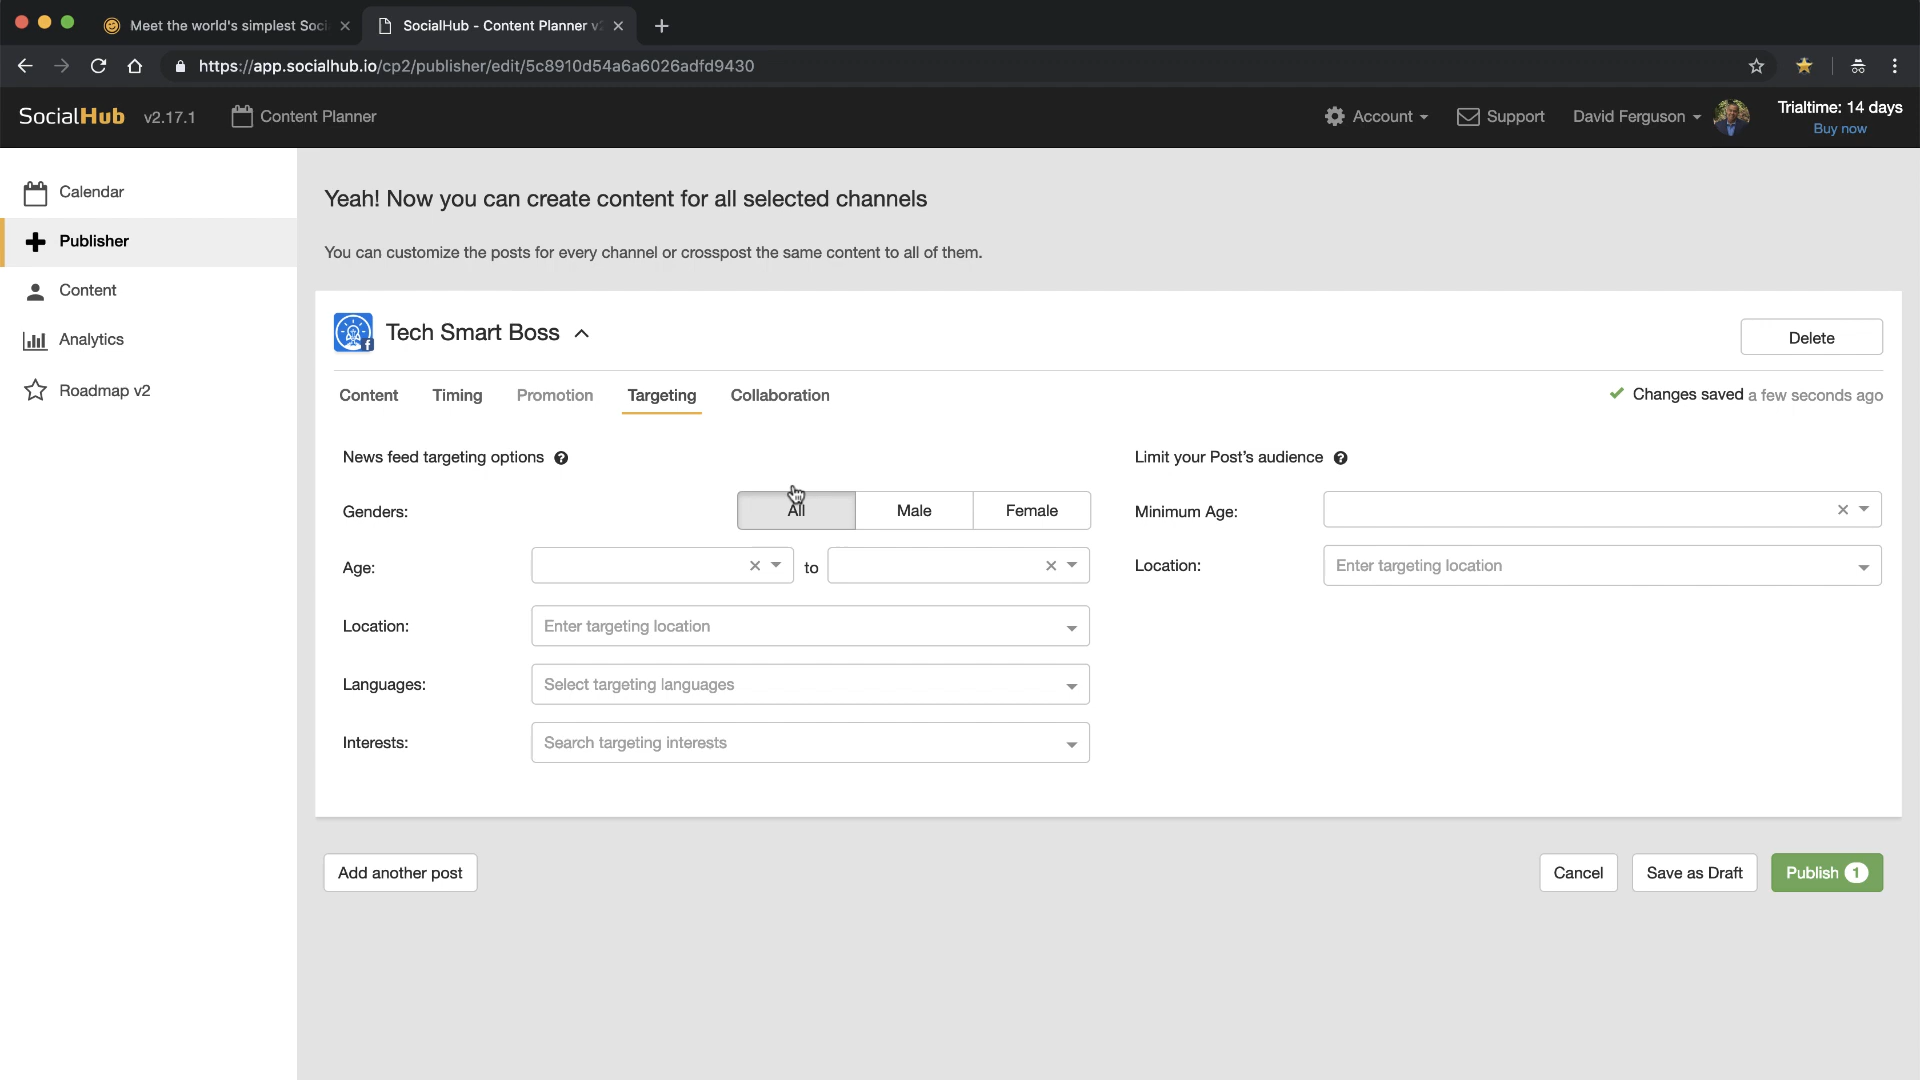 Meet the world's simplest Soci
SocialHub - Content Planner v2
https://app.socialhub.io/cp2/publisher/edit/5c8910d54a6a6026adfd9430
SocialHub v2.17.1 Content Planner Account Support David Ferguson Trialtime: 14 days
Buy now
Calendar
Publisher
Content
Analytics
Roadmap v2
Yeah! Now you can create content for all selected channels
You can customize the posts for every channel or crosspost the same content to all of them.
Tech Smart Boss
Delete
Content Timing Promotion Targeting Collaboration
Changes saved a few seconds ago
News feed targeting options ?
Genders: All Male Female
Age: to
Location: Enter targeting location
Languages: Select targeting languages
Interests: Search targeting interests
Limit your Post's audience ?
Minimum Age:
Location: Enter targeting location
Add another post
Cancel Save as Draft Publish 1